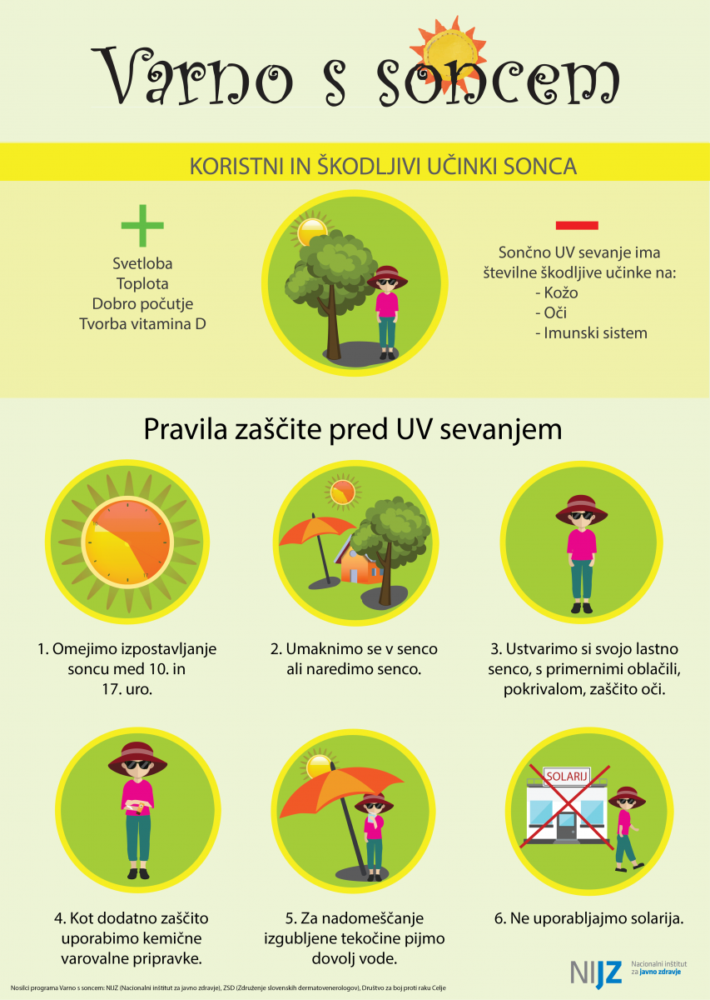 Varno s soncem
KORISTNI IN ŠKODLJIVI UČINKI SONCA
Svetloba
Toplota
Dobro počutje
Tvorba vitamina D
Sončno UV sevanje ima
številne škodljive učinke na:
- Kožo
- Oči
- Imunski sistem
Pravila zaščite pred UV sevanjem
1. Omejimo izpostavljanje
soncu med 10. in
17. uro.
2. Umaknimo se v senco
ali naredimo senco.
3. Ustvarimo si svojo lastno
senco, s primernimi oblačili,
pokrivalom, zaščito oči.
SOLARIJ
4. Kot dodatno zaščito
uporabimo kemične
varovalne pripravke.
5. Za nadomeščanje
izgubljene tekočine pijmo
dovolj vode.
6. Ne uporabljajmo solarija.
NIJZ Nacionalni inštitut
za javno zdravje
Nosilci programa Varno s soncem: NIJZ (Nacionalni inštitut za javno zdravje), ZSD (Združenje slovenskih dermatovenerologov), Društvo za boj proti raku Celje